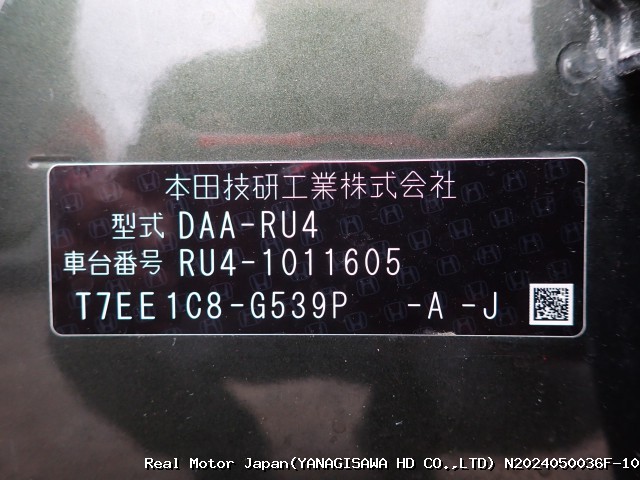 本田技研工業株式会社
型式 DAA-RU4
車台番号 RU4-1011605
T7EE1C8-G539P -A -J
Real Motor Japan(YANAGISAWA HD CO.,LTD) N2024050036F-10